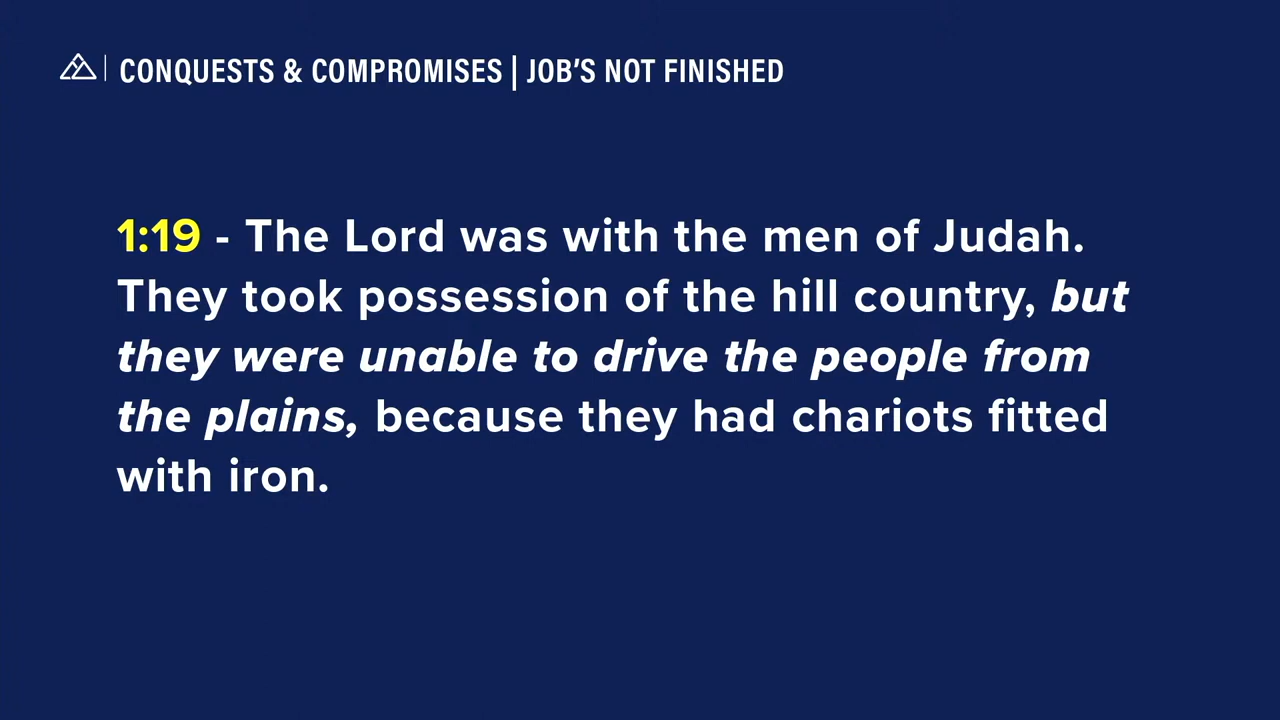 CONQUESTS & COMPROMISES | JOB'S NOT FINISHED
1:19 - The Lord was with the men of Judah.
They took possession of the hill country, but
they were unable to drive the people from
the plains, because they had chariots fitted
with iron.